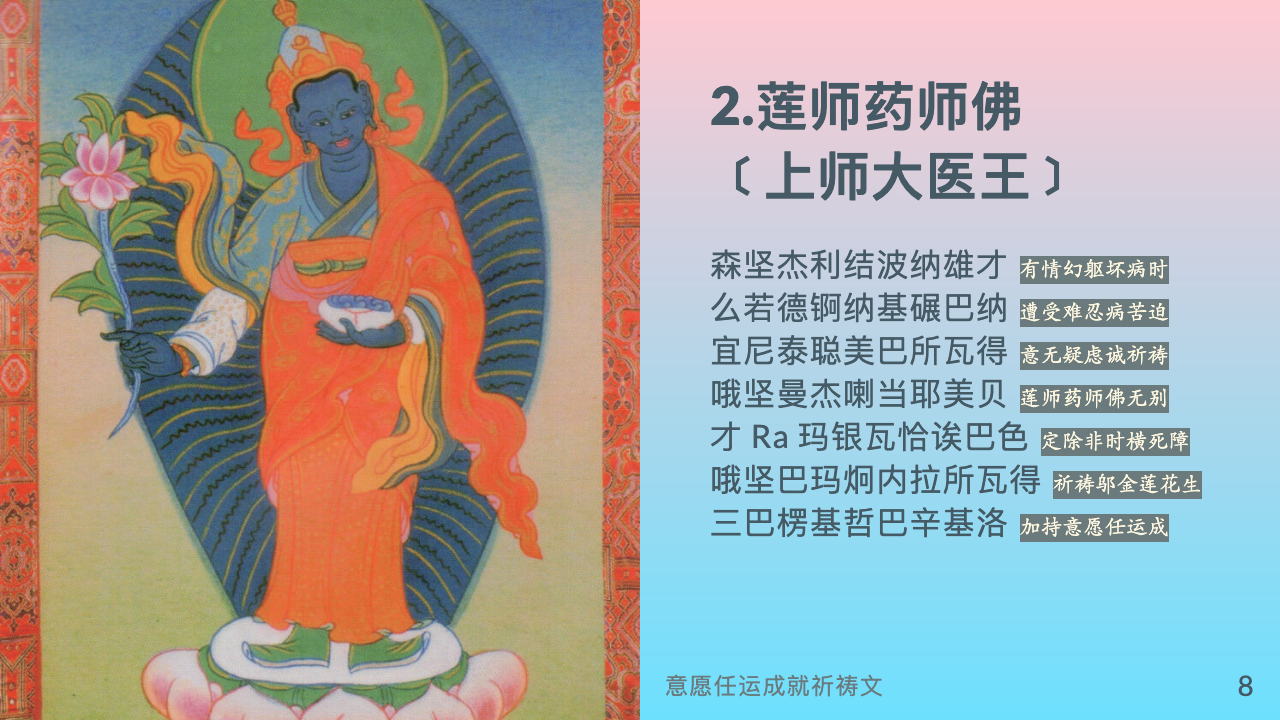 2.莲师药师佛
﹝上师大医王﹞
森坚杰利结波纳雄才 有情幻躯坏病时
么若德锕纳基碾巴纳 遭受难忍病苦迫
宜尼泰聪美巴所瓦得 意无疑虑诚祈祷
哦坚曼杰喇当耶美贝 莲师药师佛无别
才 Ra 玛银瓦恰诶巴色 定除非时横死障
哦坚巴玛炯内拉所瓦得 祈祷邬金莲花生
三巴楞基哲巴辛基洛 加持意愿任运成
意愿任运成就祈祷文
8